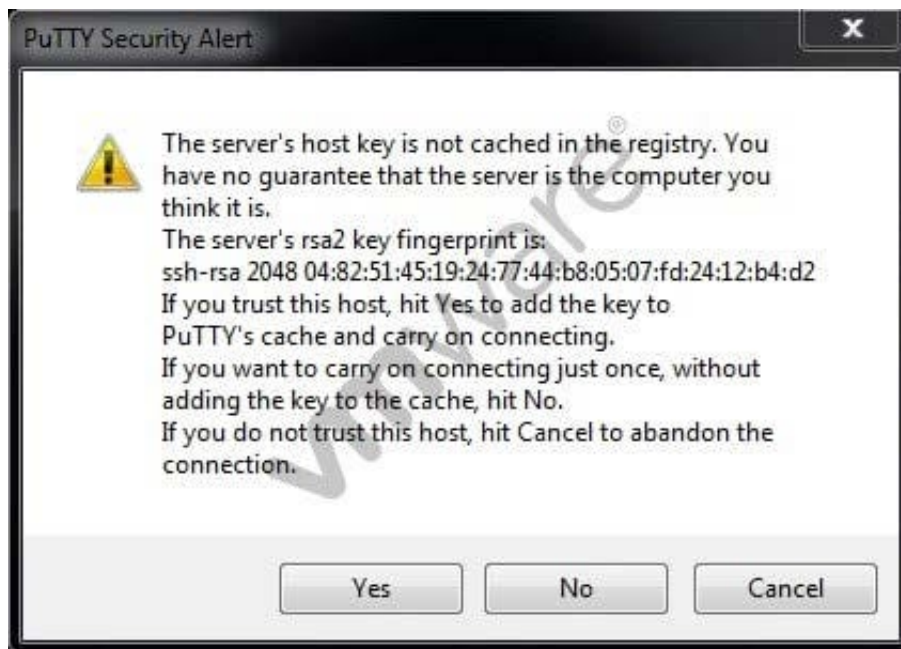 PuTTY Security Alert
The server's host key is not cached in the registry. You
have no guarantee that the server is the computer you
think it is.
The server's rsa2 key fingerprint is:
ssh-rsa 2048 04:82:51:45:19:24:77:44:b8:05:07:fd:24:12:b4:d2
If you trust this host, hit Yes to add the key to
PuTTY's cache and carry on connecting.
If you want to carry on connecting just once, without
adding the key to the cache, hit No.
If you do not trust this host, hit Cancel to abandon the
connection.
vmware®
Yes
No
Cancel